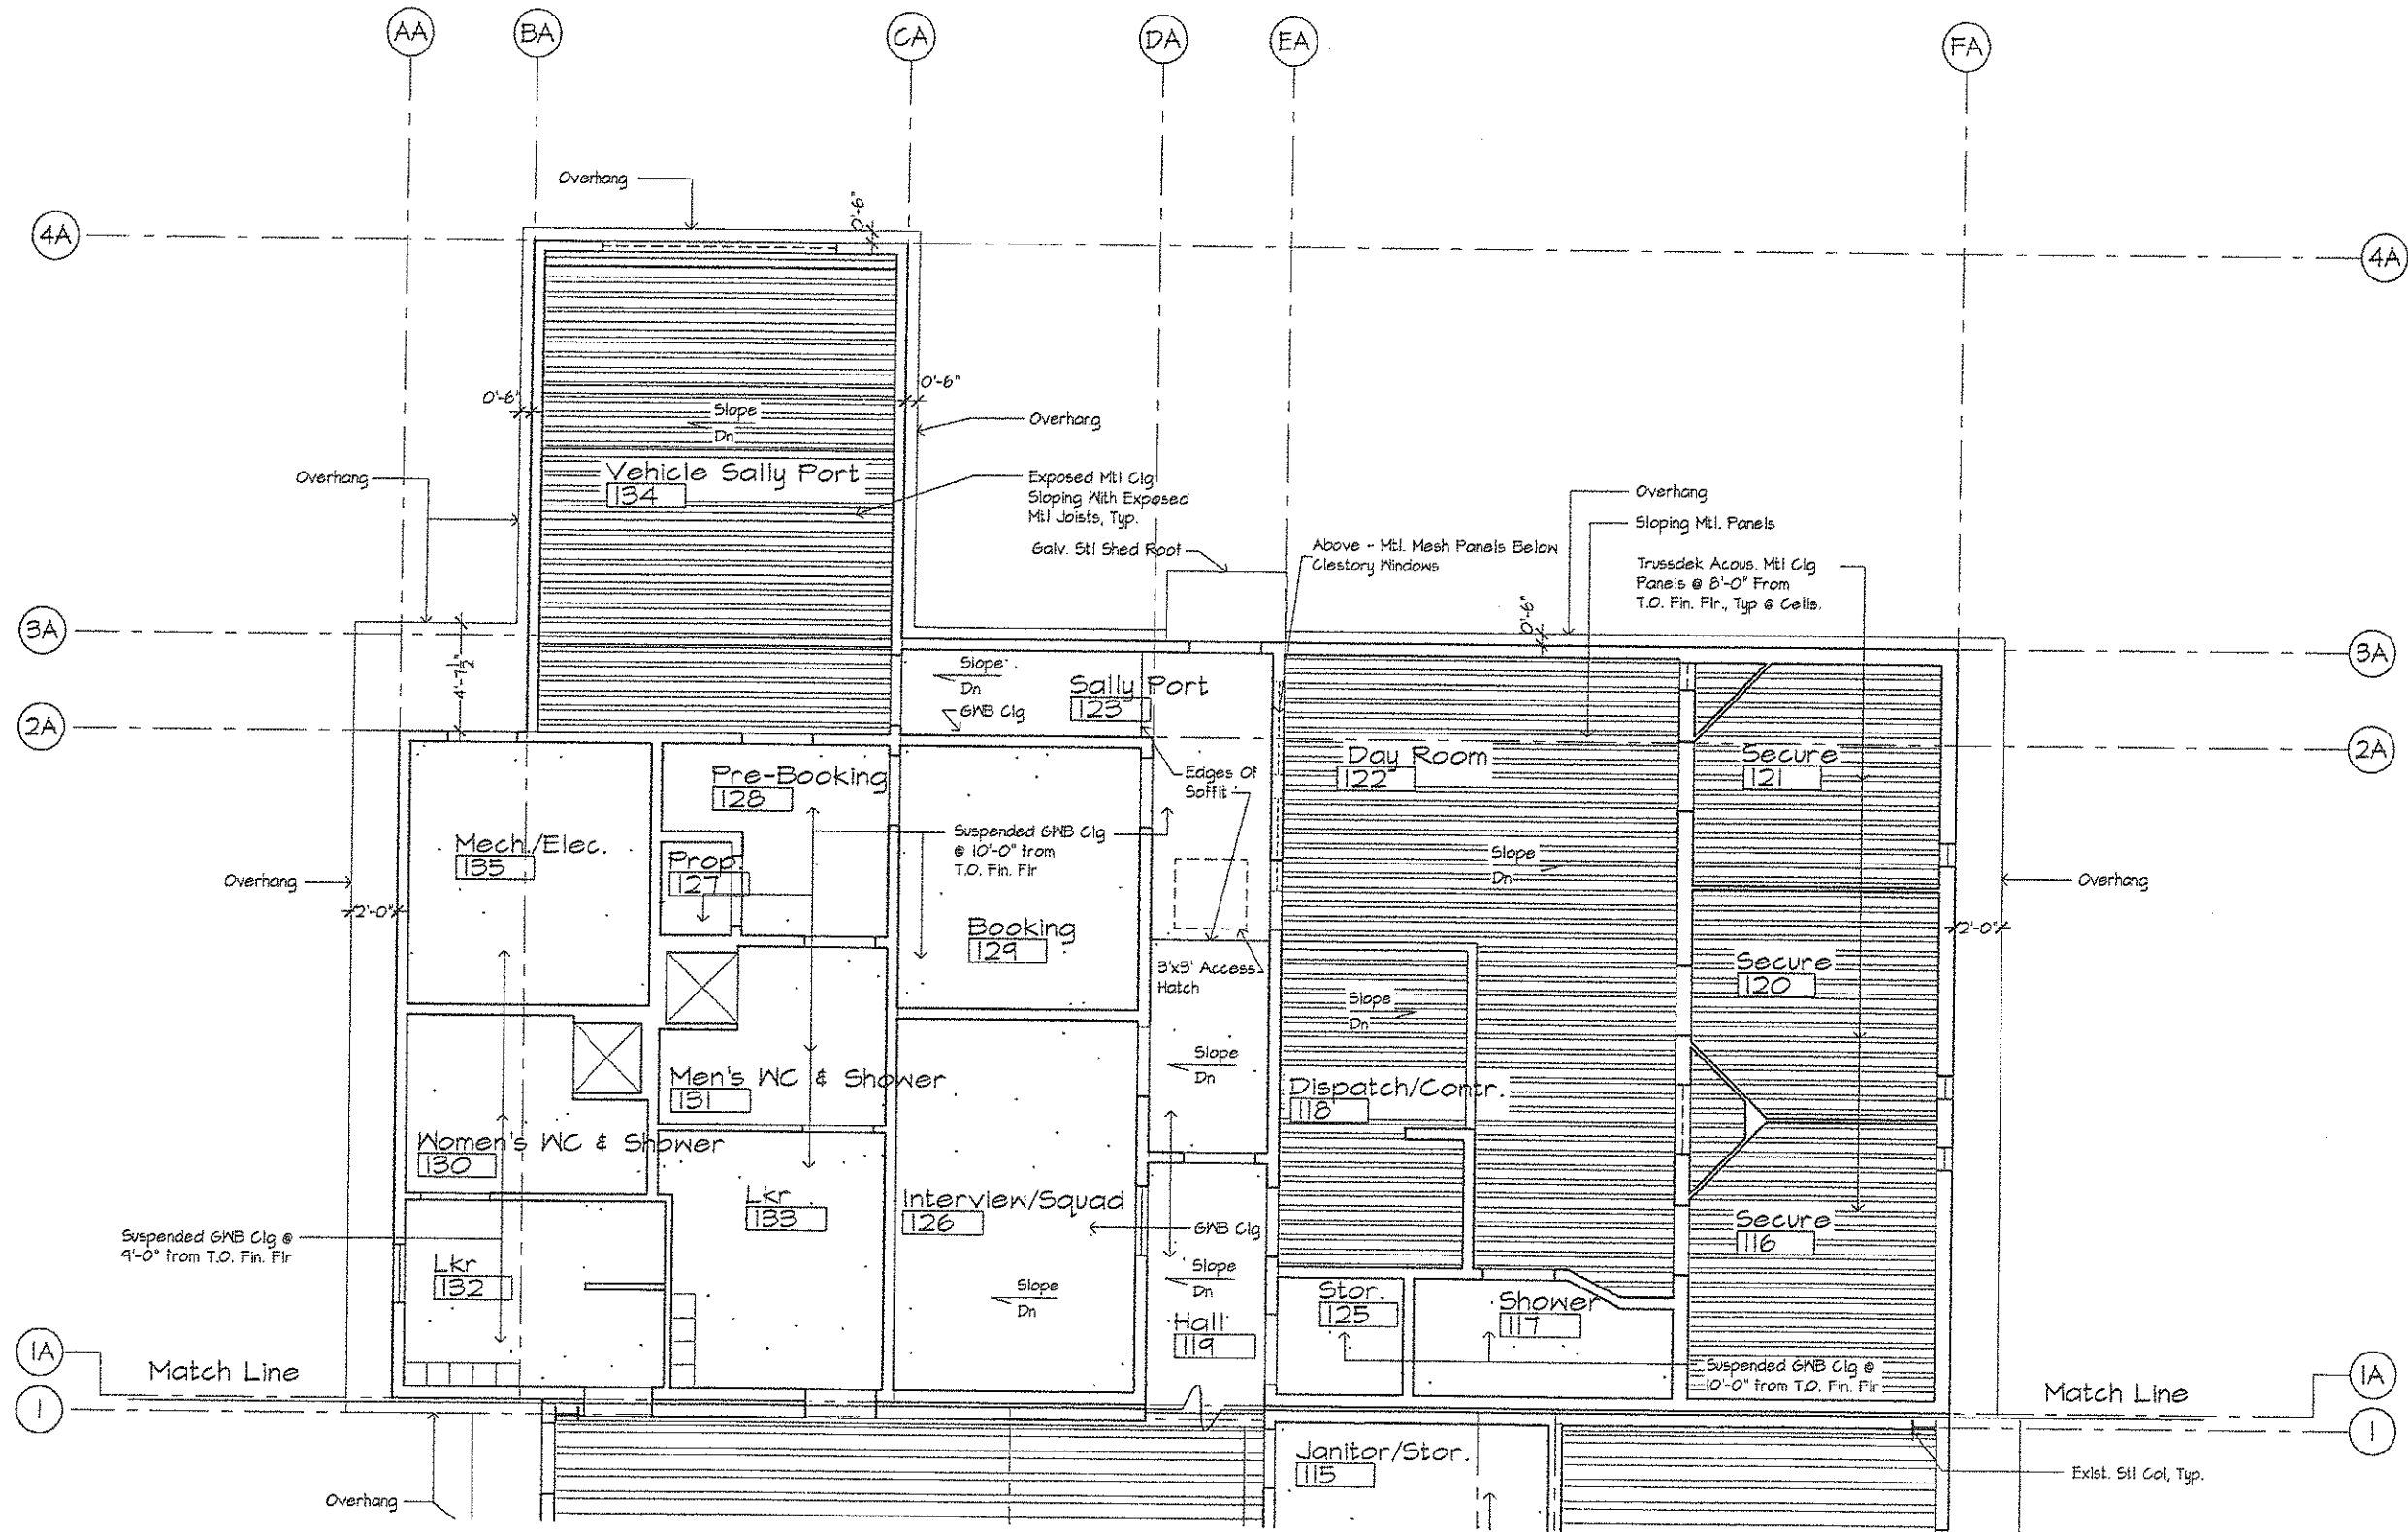 AA
BA
CA
DA
EA
FA
Overhang
0'-6"
4A
4A
0'-6"
0'-6"
Slope
Dn
Overhang
Overhang
Vehicle Sally Port
134
Exposed Mtl Clg
Sloping With Exposed
Mtl Joists, Typ.
Galv. Stl Shed Roof
Above - Mtl. Mesh Panels Below
Clestory Windows
Overhang
Sloping Mtl. Panels
Trussdek Acous. Mtl Clg
Panels @ 8'-0" From
T.O. Fin. Flr., Typ @ Cells.
0'-6"
3A
3A
4'-7 1/2"
Slope
Dn
GWB Clg
Sally Port
123
2A
2A
Pre-Booking
128
Edges Of
Soffit
Day Room
122
Secure
121
Mech./Elec.
135
Prop.
127
Suspended GWB Clg
@ 10'-0" from
T.O. Fin. Flr
Slope
Dn
Overhang
Overhang
2'-0"
2'-0"
Booking
129
3'x3' Access
Hatch
Secure
120
Slope
Dn
Slope
Dn
Men's WC & Shower
131
Dispatch/Contr.
118
Women's WC & Shower
130
Lkr
133
Interview/Squad
126
GWB Clg
Secure
116
Suspended GWB Clg @
9'-0" from T.O. Fin. Flr
Lkr
132
Slope
Dn
Slope
Dn
Hall
119
Stor.
125
Shower
117
Suspended GWB Clg @
10'-0" from T.O. Fin. Flr
1A
Match Line
Match Line
1A
1
1
Janitor/Stor.
115
Overhang
Exist. Stl Col, Typ.